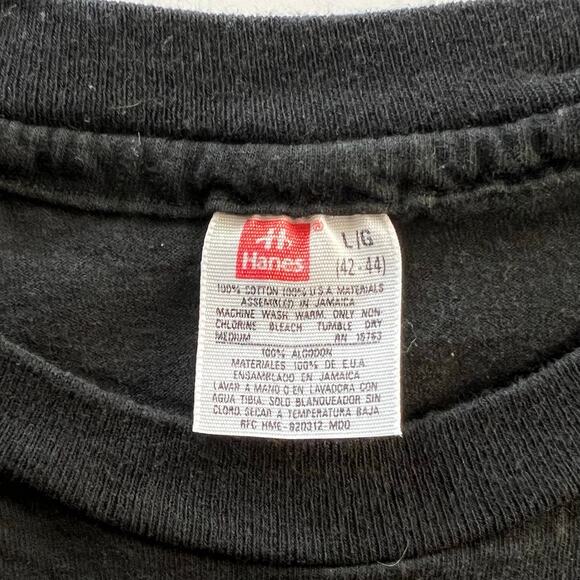 Hanes ®
L/G
(42-44)
100% COTTON 100% U.S.A MATERIALS
ASSEMBLED IN JAMAICA
MACHINE WASH WARM. ONLY NON-
CHLORINE BLEACH TUMBLE DRY
MEDIUM RN 15763
100% ALGODON
MATERIALES 100% DE E.U.A
ENSAMBLADO EN JAMAICA
LAVAR A MANO O EN LAVADORA CON
AGUA TIBIA. SOLO BLANQUEADOR SIN
CLORO. SECAR A TEMPERATURA BAJA
RFC HME-820312-MD0